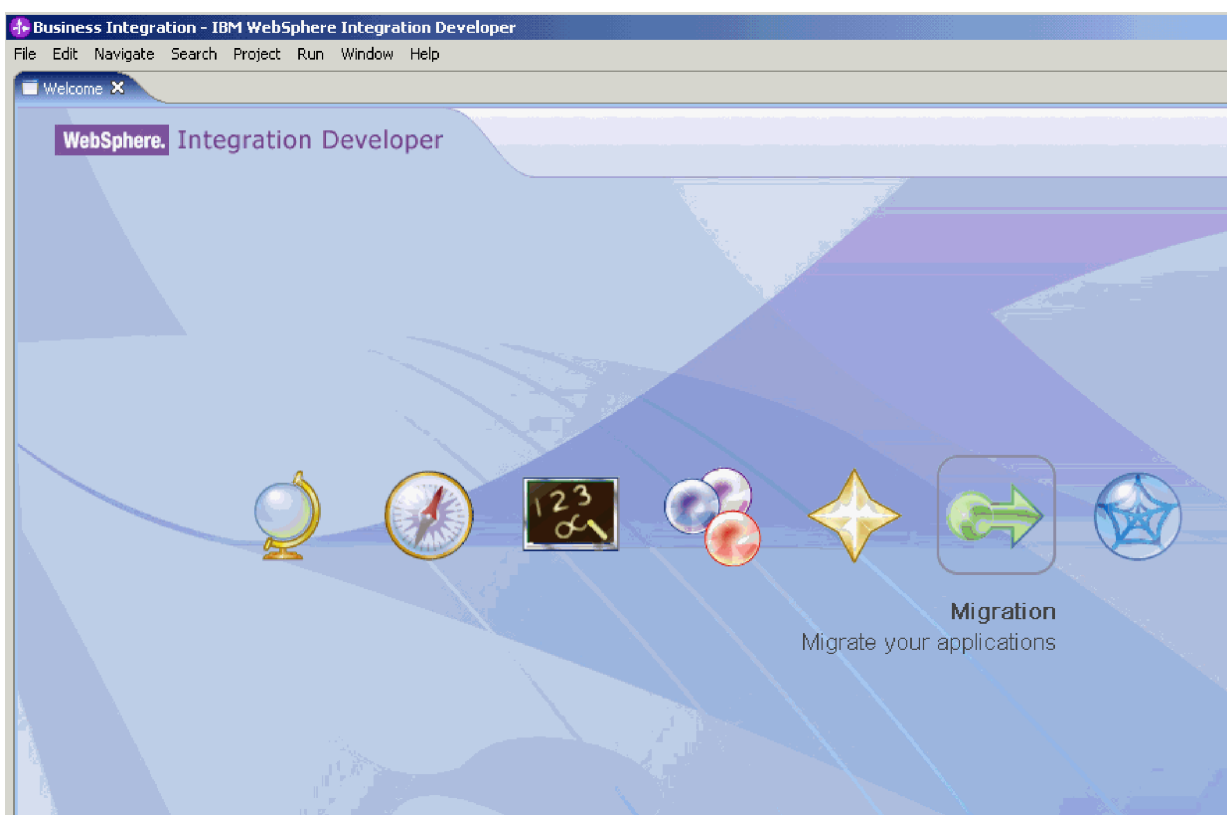 Business Integration - IBM WebSphere Integration Developer
File Edit Navigate Search Project Run Window Help
Welcome
WebSphere. Integration Developer
123
Migration
Migrate your applications